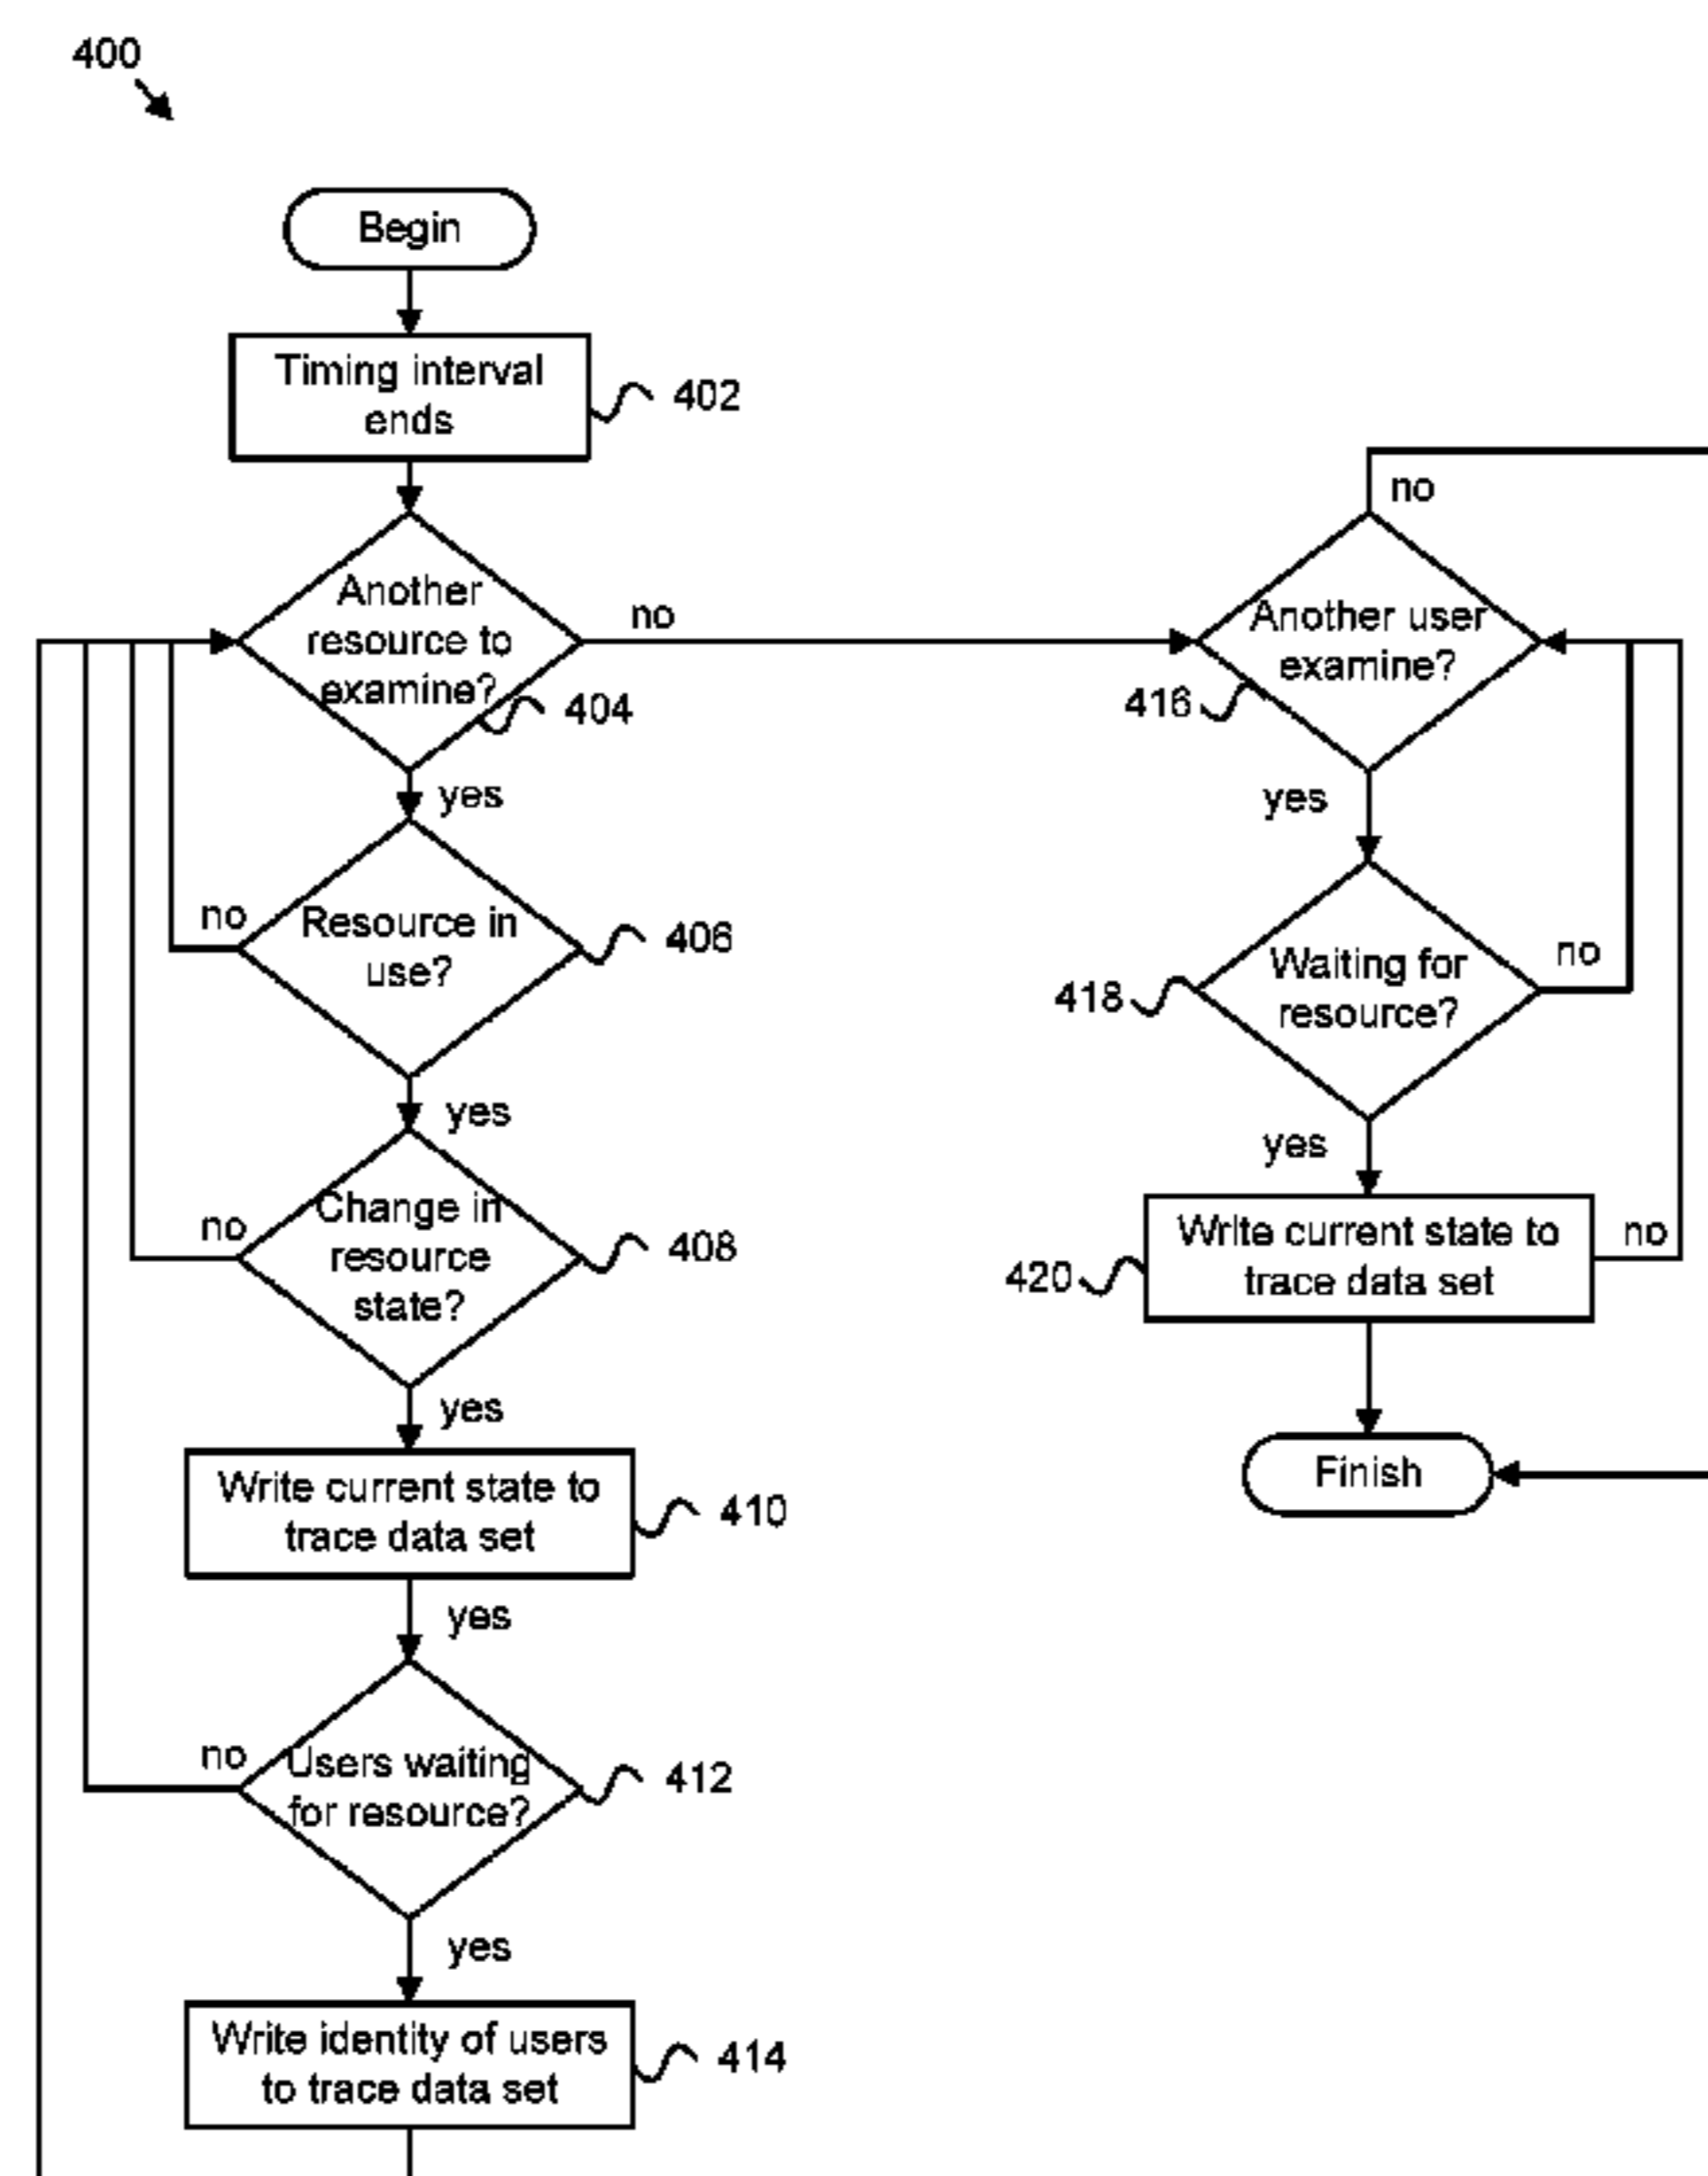 400
Begin
Timing interval
ends
402
Another
resource to
examine?
404
no
yes
Resource in
use?
406
no
yes
Change in
resource
state?
408
no
yes
Write current state to
trace data set
410
yes
Users waiting
for resource?
412
no
yes
Write identity of users
to trace data set
414
no
Another user
examine?
416
yes
Waiting for
resource?
418
no
yes
Write current state to
trace data set
420
no
Finish